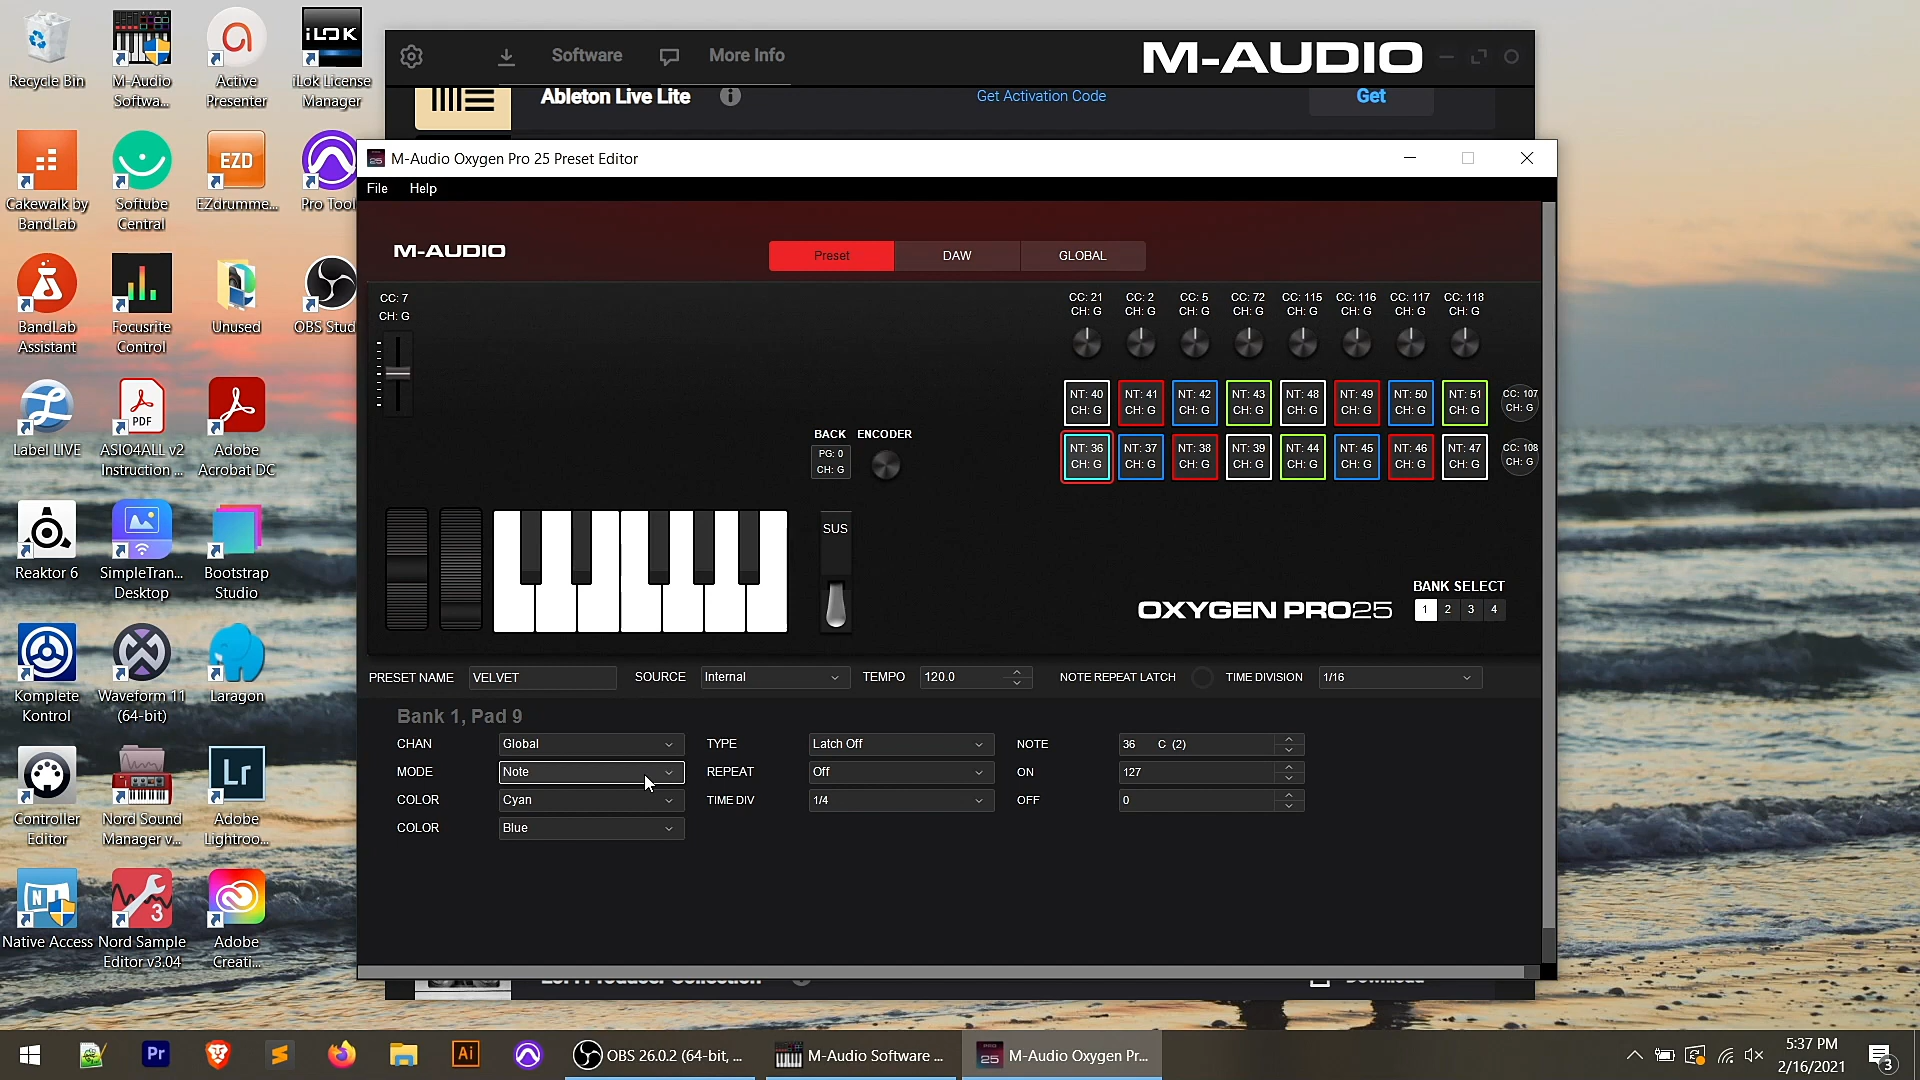 Recycle Bin
M-Audio
Softwa...
Active
Presenter
iLOK
iLok License
Manager
Software
More Info
M-AUDIO
Ableton Live Lite
Get Activation Code
Get
M-Audio Oxygen Pro 25 Preset Editor
File
Help
M-AUDIO
Preset
DAW
GLOBAL
CC: 7
CH: G
CC: 21
CH: G
CC: 2
CH: G
CC: 5
CH: G
CC: 72
CH: G
CC: 115
CH: G
CC: 116
CH: G
CC: 117
CH: G
CC: 118
CH: G
NT: 40
CH: G
NT: 41
CH: G
NT: 42
CH: G
NT: 43
CH: G
NT: 48
CH: G
NT: 49
CH: G
NT: 50
CH: G
NT: 51
CH: G
CC: 107
CH: G
NT: 36
CH: G
NT: 37
CH: G
NT: 38
CH: G
NT: 39
CH: G
NT: 44
CH: G
NT: 45
CH: G
NT: 46
CH: G
NT: 47
CH: G
CC: 108
CH: G
BACK
ENCODER
PG: 0
CH: G
SUS
BANK SELECT
OXYGEN PRO25
1 2 3 4
PRESET NAME
VELVET
SOURCE
Internal
TEMPO
120.0
NOTE REPEAT LATCH
TIME DIVISION
1/16
Bank 1, Pad 9
CHAN
Global
TYPE
Latch Off
NOTE
36 C (2)
MODE
Note
REPEAT
Off
ON
127
COLOR
Cyan
TIME DIV
1/4
OFF
0
COLOR
Blue
Cakewalk by
BandLab
Softube
Central
EZD
EZdrumme...
Pro Tool
BandLab
Assistant
Focusrite
Control
Unused
OBS Stud
Label LIVE
PDF
ASIO4ALL v2
Instruction ...
Adobe
Acrobat DC
Reaktor 6
SimpleTran...
Desktop
Bootstrap
Studio
Komplete
Kontrol
Waveform 11
(64-bit)
Laragon
Controller
Editor
Nord Sound
Manager v...
Lr
Adobe
Lightroo...
NI
Native Access
3
Nord Sample
Editor v3.04
Adobe
Creati...
Pr
Ai
OBS 26.0.2 (64-bit, ...
M-Audio Software ...
25
M-Audio Oxygen Pr...
5:37 PM
2/16/2021
3